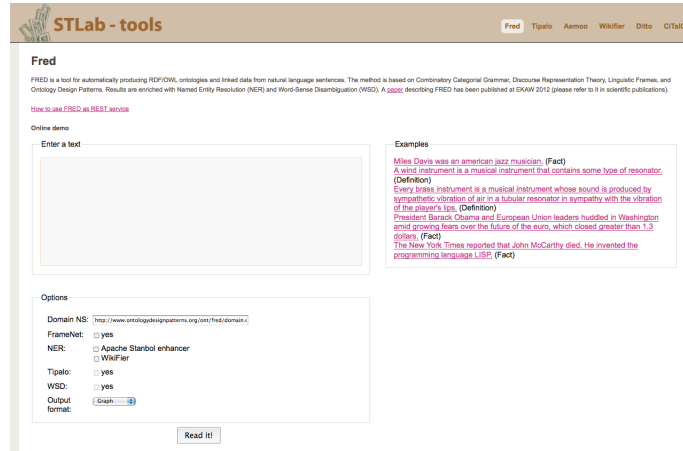 STLab - tools
Fred Tipalo Aemoo Wikifier Ditto CiTalO
Fred
FRED is a tool for automatically producing RDF/OWL ontologies and linked data from natural language sentences. The method is based on Combinatory Categorial Grammar, Discourse Representation Theory, Linguistic Frames, and
Ontology Design Patterns. Results are enriched with Named Entity Resolution (NER) and Word-Sense Disambiguation (WSD). A paper describing FRED has been published at EKAW 2012 (please refer to it in scientific publications).
How to use FRED as REST service
Online demo
Enter a text
Examples
Miles Davis was an american jazz musician. (Fact)
A wind instrument is a musical instrument that contains some type of resonator.
(Definition)
Every brass instrument is a musical instrument whose sound is produced by
sympathetic vibration of air in a tubular resonator in sympathy with the vibration
of the player's lips. (Definition)
President Barack Obama and European Union leaders huddled in Washington
amid growing fears over the future of the euro, which closed greater than 1.3
dollars. (Fact)
The New York Times reported that John McCarthy died. He invented the
programming language LISP. (Fact)
Options
Domain NS: http://www.ontologydesignpatterns.org/ont/fred/domain.c
FrameNet: yes
NER: Apache Stanbol enhancer
WikiFier
Tipalo: yes
WSD: yes
Output Graph
format:
Read it!